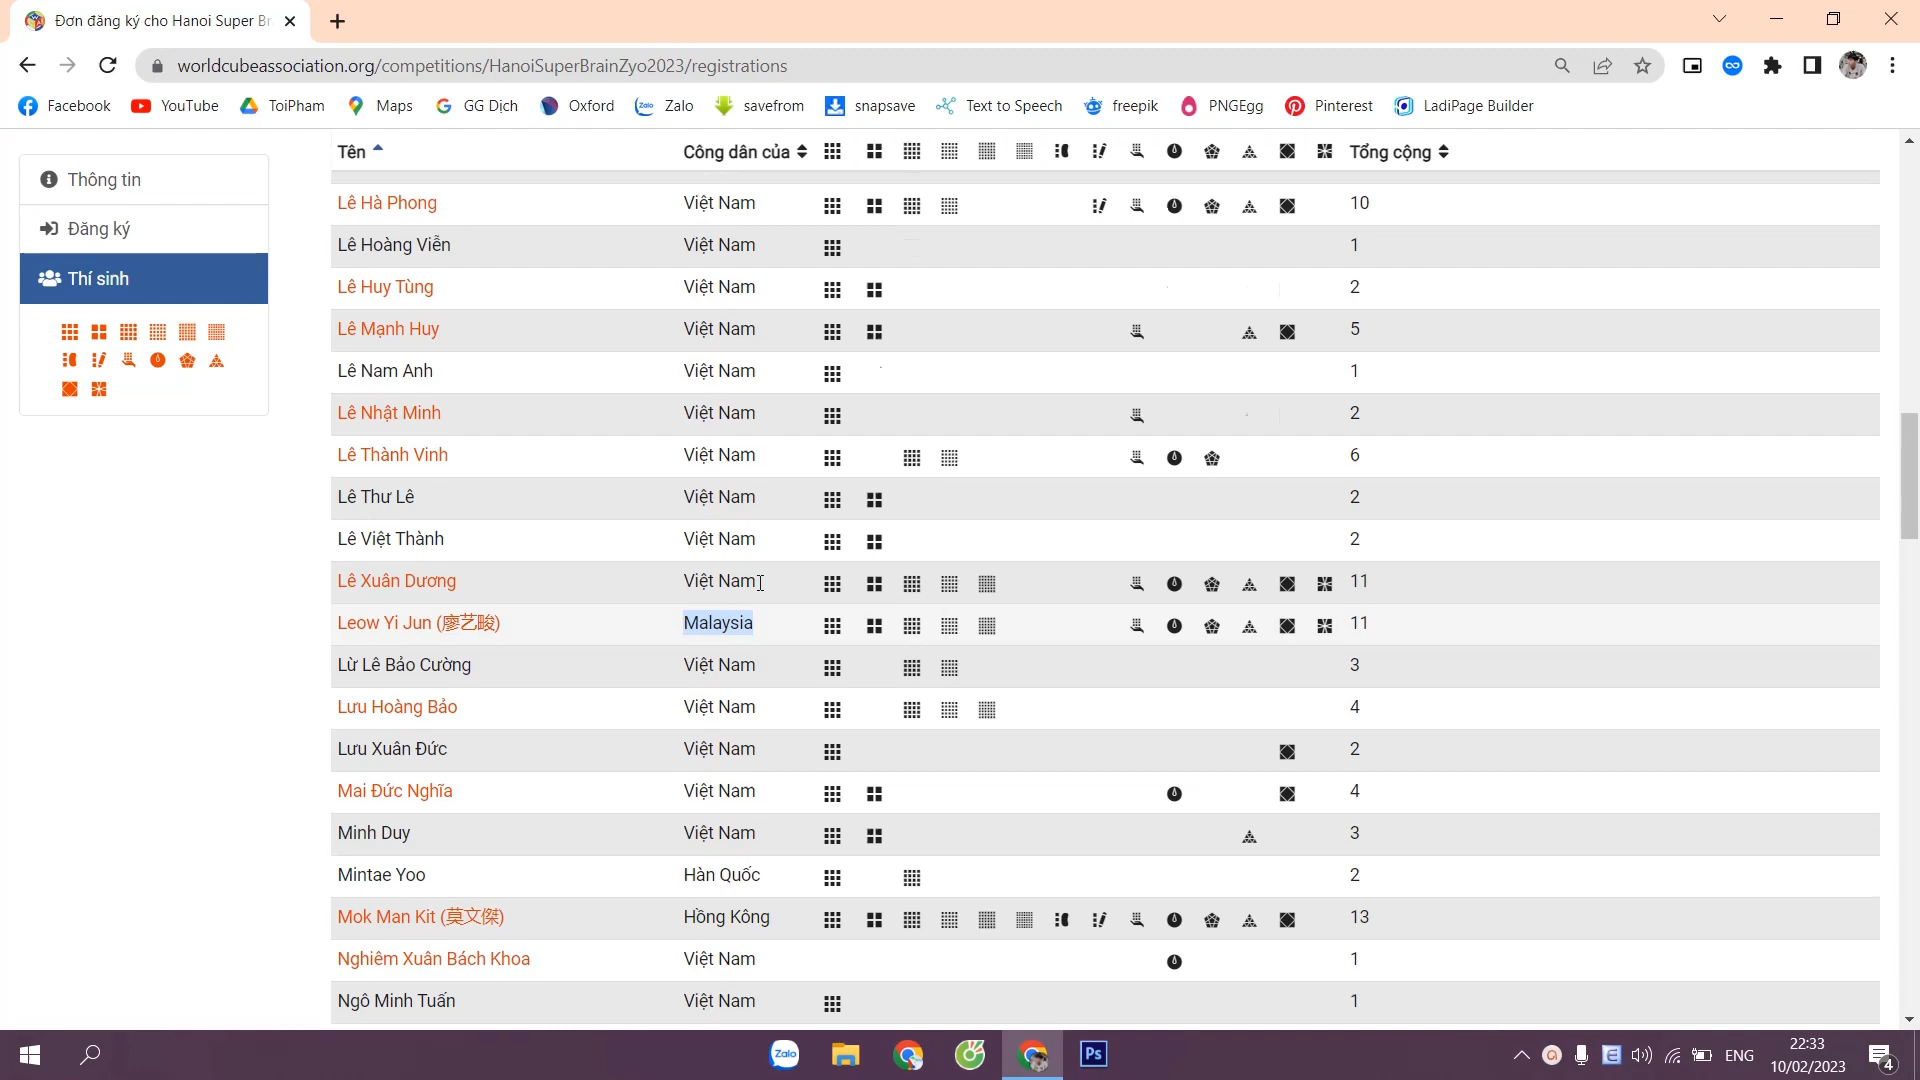 Đơn đăng ký cho Hanoi Super Br
worldcubeassociation.org/competitions/HanoiSuperBrainZyo2023/registrations
Facebook YouTube ToiPham Maps GG Dịch Oxford Zalo savefrom snapsave Text to Speech freepik PNGEgg Pinterest LadiPage Builder
Thông tin
Đăng ký
Thí sinh
Tên Công dân của Tổng cộng
Lê Hà Phong Việt Nam 10
Lê Hoàng Viễn Việt Nam 1
Lê Huy Tùng Việt Nam 2
Lê Mạnh Huy Việt Nam 5
Lê Nam Anh Việt Nam 1
Lê Nhật Minh Việt Nam 2
Lê Thành Vinh Việt Nam 6
Lê Thư Lê Việt Nam 2
Lê Việt Thành Việt Nam 2
Lê Xuân Dương Việt Nam 11
Leow Yi Jun (廖艺畯) Malaysia 11
Lừ Lê Bảo Cường Việt Nam 3
Lưu Hoàng Bảo Việt Nam 4
Lưu Xuân Đức Việt Nam 2
Mai Đức Nghĩa Việt Nam 4
Minh Duy Việt Nam 3
Mintae Yoo Hàn Quốc 2
Mok Man Kit (莫文傑) Hồng Kông 13
Nghiêm Xuân Bách Khoa Việt Nam 1
Ngô Minh Tuấn Việt Nam 1
Zalo Ps ENG 22:33
10/02/2023 4